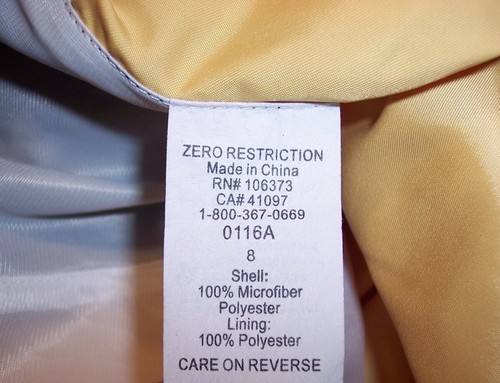 ZERO RESTRICTION
Made in China
RN# 106373
CA# 41097
1-800-367-0669
0116A
8
Shell:
100% Microfiber
Polyester
Lining:
100% Polyester
CARE ON REVERSE